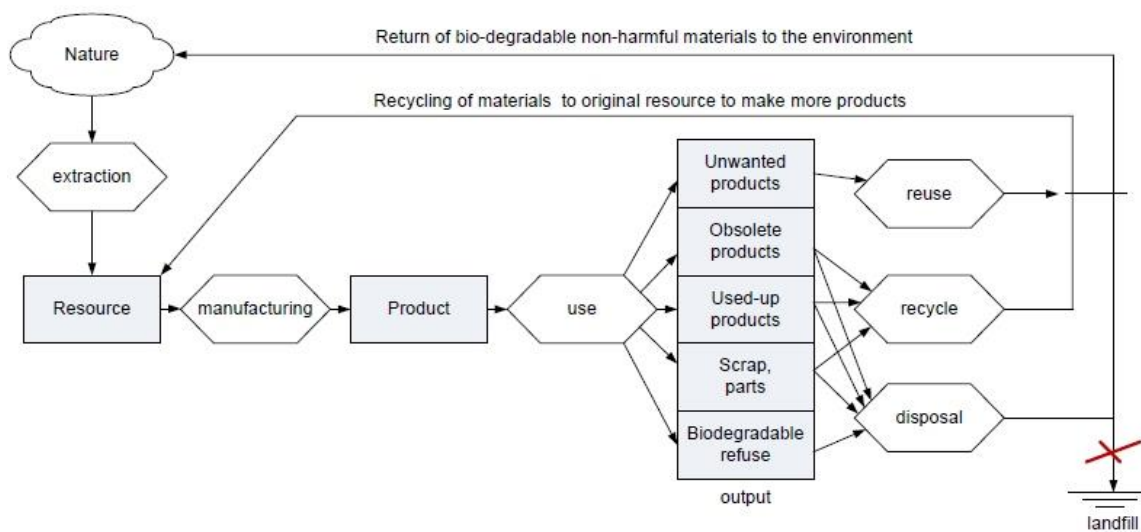 Return of bio-degradable non-harmful materials to the environment
Nature
Recycling of materials to original resource to make more products
extraction
Unwanted
products
reuse
Obsolete
products
Resource
manufacturing
Product
use
Used-up
products
recycle
Scrap,
parts
disposal
Biodegradable
refuse
output
landfill